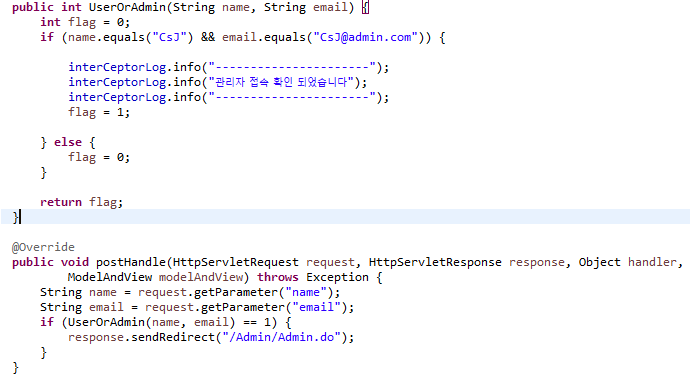 public int UserOrAdmin(String name, String email) {
int flag = 0;
if (name.equals("CsJ") && email.equals("CsJ@admin.com")) {
interCeptorLog.info("----------------------");
interCeptorLog.info("관리자 접속 확인 되었습니다");
interCeptorLog.info("----------------------");
flag = 1;
} else {
flag = 0;
}
return flag;
}
@Override
public void postHandle(HttpServletRequest request, HttpServletResponse response, Object handler,
ModelAndView modelAndView) throws Exception {
String name = request.getParameter("name");
String email = request.getParameter("email");
if (UserOrAdmin(name, email) == 1) {
response.sendRedirect("/Admin/Admin.do");
}
}